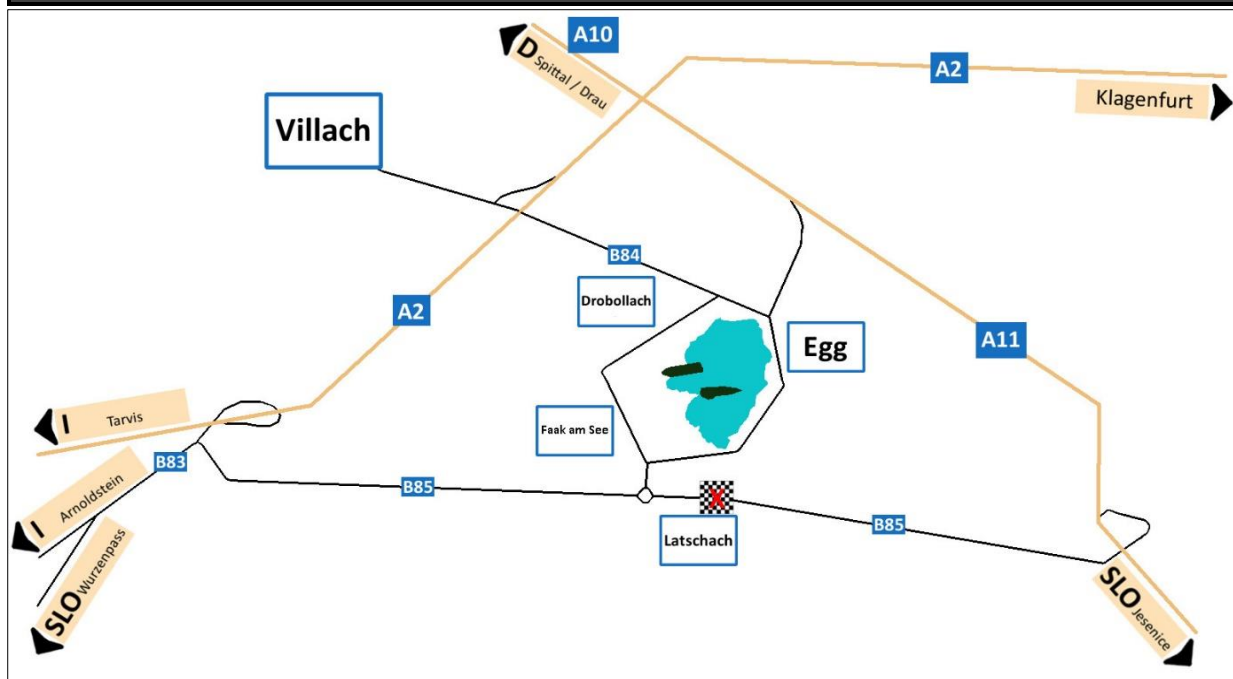 A10
D Spittal / Drau
A2
Klagenfurt
Villach
B84
Drobollach
A2
Egg
A11
I Tarvis
Faak am See
B83
I Arnoldstein
B85
X
B85
Latschach
SLO Wurzenpass
SLO Jesenice